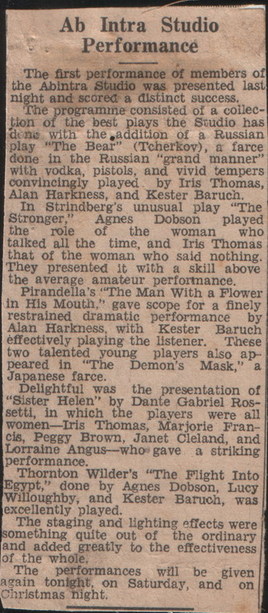 Ab Intra Studio
Performance
The first performance of members of
the Abintra Studio was presented last
night and scored a distinct success.
The programme consisted of a collec-
tion of the best plays the Studio has
done with the addition of a Russian
play "The Bear" (Tcherkov), a farce
done in the Russian "grand manner"
with vodka, pistols, and vivid tempers
convincingly played by Iris Thomas,
Alan Harkness, and Kester Baruch.
In Strindberg's unusual play "The
Stronger," Agnes Dobson played
the role of the woman who
talked all the time, and Iris Thomas
that of the woman who said nothing.
They presented it with a skill above
the average amateur performance.
Pirandella's "The Man With a Flower
in His Mouth," gave scope for a finely
restrained dramatic performance by
Alan Harkness, with Kester Baruch
effectively playing the listener. These
two talented young players also ap-
peared in "The Demon's Mask," a
Japanese farce.
Delightful was the presentation of
"Sister Helen" by Dante Gabriel Ros-
setti, in which the players were all
women—Iris Thomas, Marjorie Fran-
cis, Peggy Brown, Janet Cleland, and
Lorraine Angus—who gave a striking
performance.
Thornton Wilder's "The Flight Into
Egypt," done by Agnes Dobson, Lucy
Willoughby, and Kester Baruch, was
excellently played.
The staging and lighting effects were
something quite out of the ordinary
and added greatly to the effectiveness
of the whole.
The performances will be given
again tonight, on Saturday, and on
Christmas night.